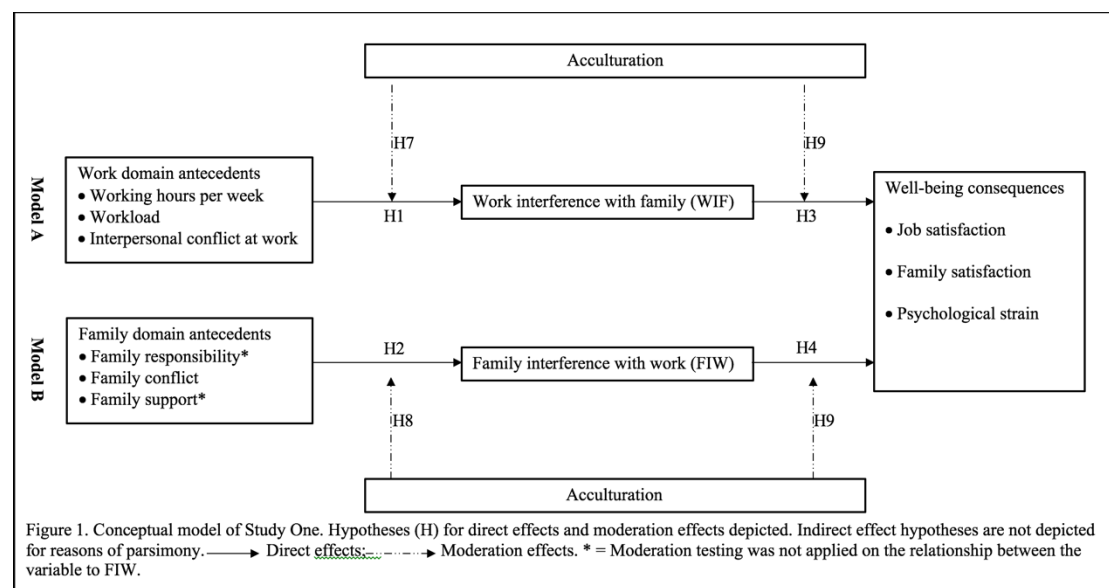 Acculturation
H7
H9
Model A
Work domain antecedents
● Working hours per week
● Workload
● Interpersonal conflict at work
H1
Work interference with family (WIF)
H3
Well-being consequences
● Job satisfaction
● Family satisfaction
● Psychological strain
Model B
Family domain antecedents
● Family responsibility*
● Family conflict
● Family support*
H2
Family interference with work (FIW)
H4
H8
H9
Acculturation
Figure 1. Conceptual model of Study One. Hypotheses (H) for direct effects and moderation effects depicted. Indirect effect hypotheses are not depicted
for reasons of parsimony. Direct effects; Moderation effects. * = Moderation testing was not applied on the relationship between the
variable to FIW.